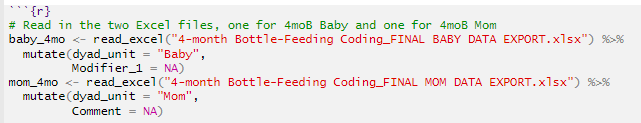 ```{r}
# Read in the two Excel files, one for 4moB Baby and one for 4moB Mom
baby_4mo <- read_excel("4-month Bottle-Feeding Coding_FINAL BABY DATA EXPORT.xlsx") %>%
  mutate(dyad_unit = "Baby",
         Modifier_1 = NA)
mom_4mo <- read_excel("4-month Bottle-Feeding Coding_FINAL MOM DATA EXPORT.xlsx") %>%
  mutate(dyad_unit = "Mom",
         Comment = NA)